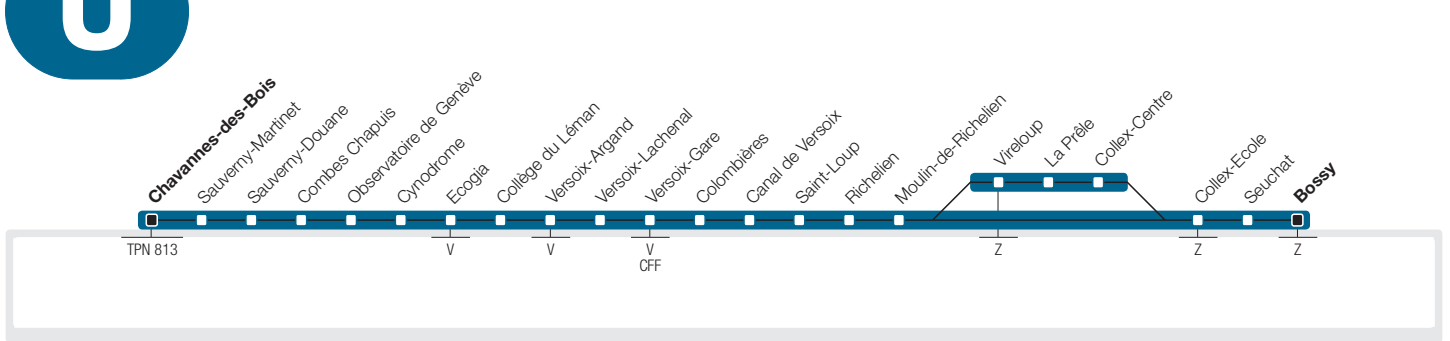 U
Chavannes-des-Bois
Sauverny-Martinet
Sauverny-Douane
Combes Chapuis
Observatoire de Genève
Cynodrome
Ecogia
Collège du Léman
Versoix-Argand
Versoix-Lachenal
Versoix-Gare
Colombières
Canal de Versoix
Saint-Loup
Richelien
Moulin-de-Richelien
Vireloup
La Prêle
Collex-Centre
Collex-Ecole
Seuchat
Bossy
TPN 813
V
V
V
CFF
Z
Z
Z